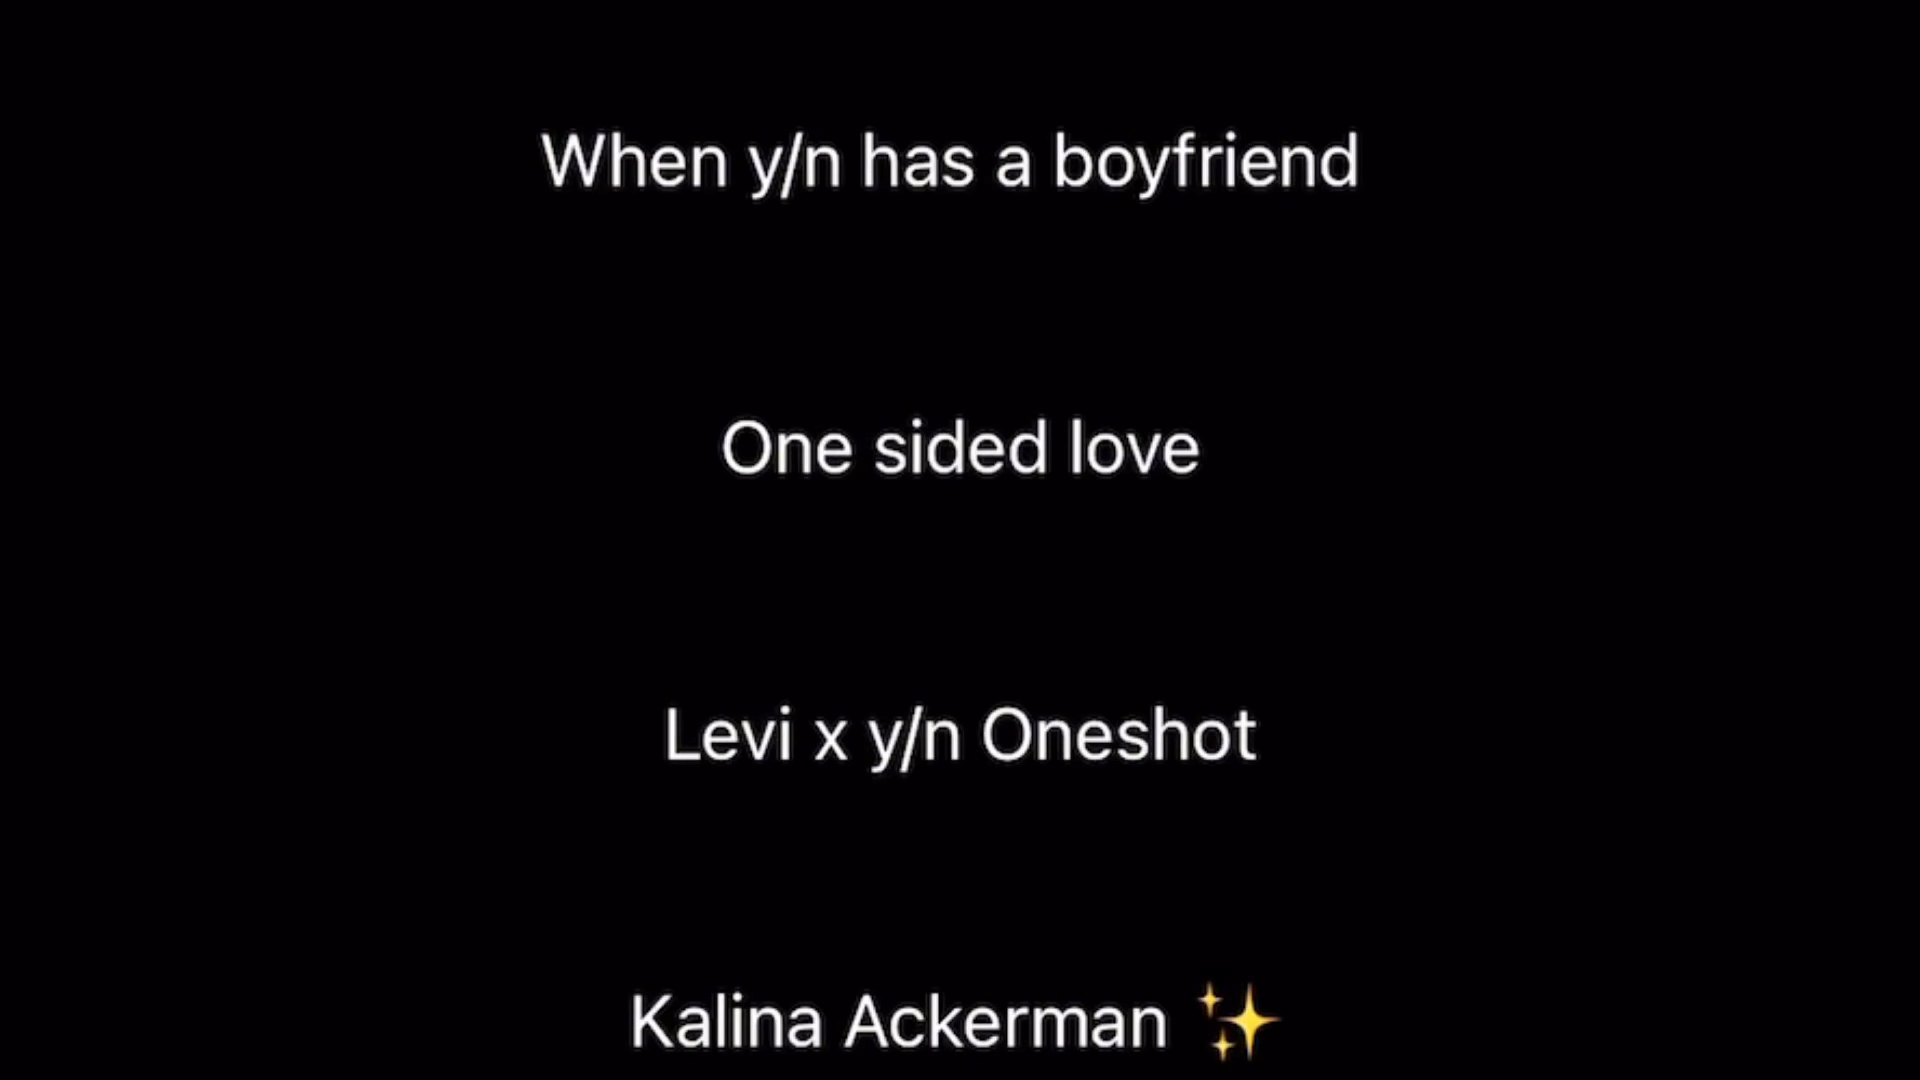 When y/n has a boyfriend
One sided love
Levi x y/n Oneshot
Kalina Ackerman ✨